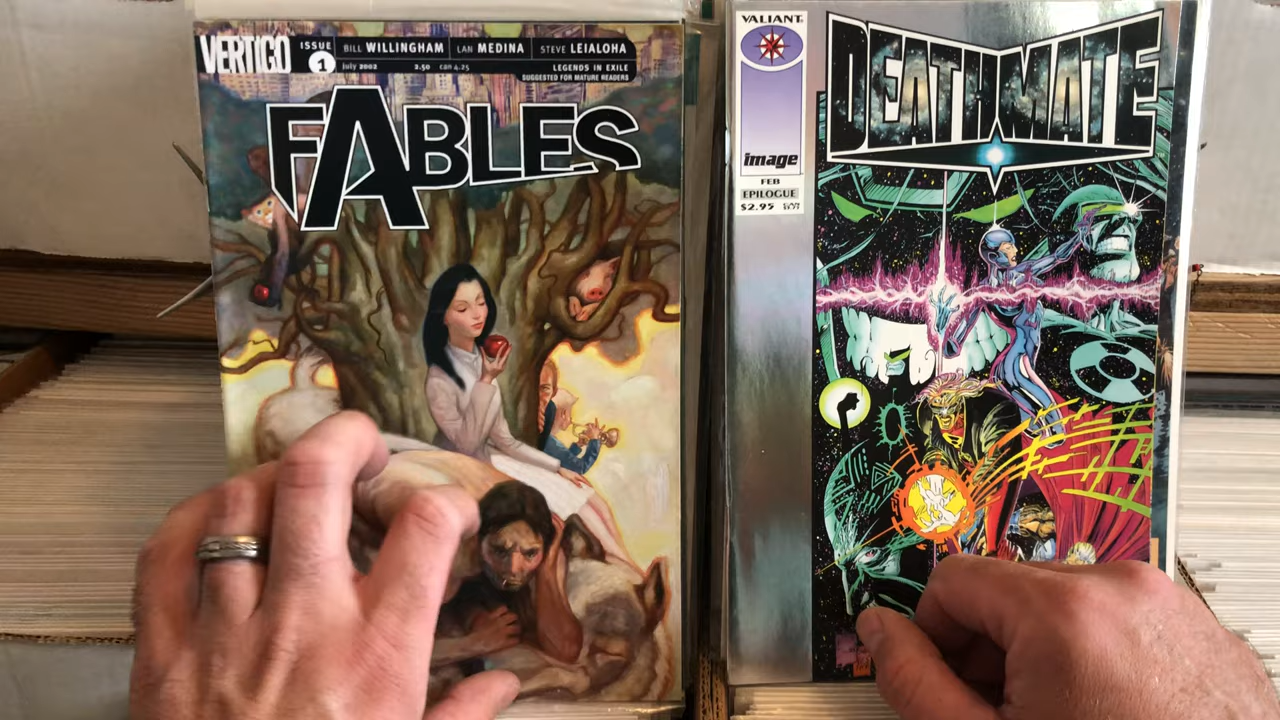 VERTIGO
ISSUE 1
BILL WILLINGHAM
LAN MEDINA
STEVE LEIALOHA
july 2002
2.50 can 4.25
LEGENDS IN EXILE
SUGGESTED FOR MATURE READERS
FABLES
VALIANT
image
FEB
EPILOGUE
$2.95
DEATHMATE